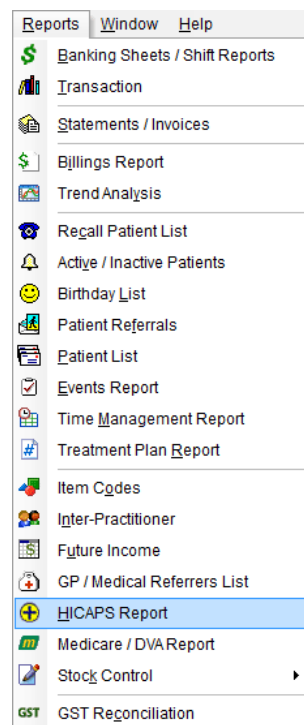 Reports Window Help
Banking Sheets / Shift Reports
Transaction
Statements / Invoices
$ Billings Report
Trend Analysis
Recall Patient List
Active / Inactive Patients
Birthday List
Patient Referrals
Patient List
Events Report
Time Management Report
# Treatment Plan Report
Item Codes
Inter-Practitioner
$ Future Income
GP / Medical Referrers List
HICAPS Report
m Medicare / DVA Report
Stock Control
GST GST Reconciliation